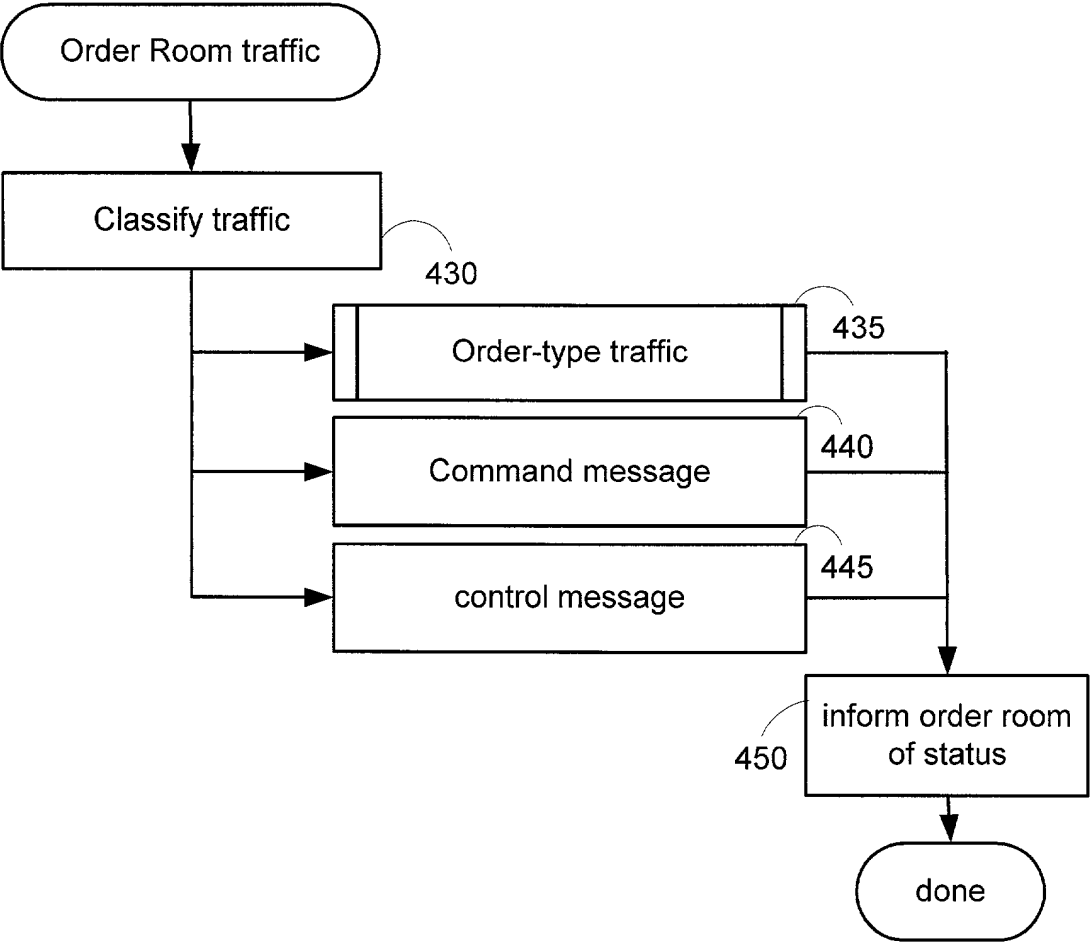 Order Room traffic
Classify traffic
430
Order-type traffic
435
Command message
440
control message
445
inform order room
of status
450
done